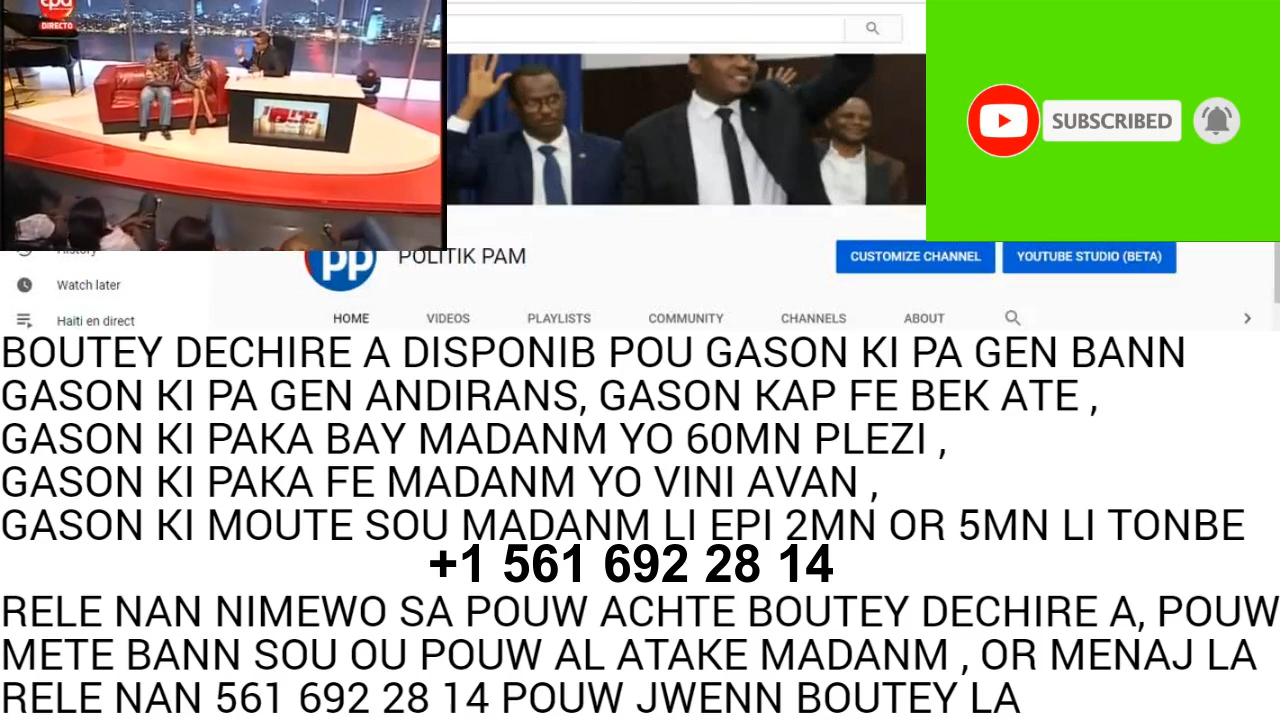 DIRECTO
SUBSCRIBED
History
Watch later
Haiti en direct
pp
POLITIK PAM
CUSTOMIZE CHANNEL
YOUTUBE STUDIO (BETA)
HOME VIDEOS PLAYLISTS COMMUNITY CHANNELS ABOUT
BOUTEY DECHIRE A DISPONIB POU GASON KI PA GEN BANN
GASON KI PA GEN ANDIRANS, GASON KAP FE BEK ATE ,
GASON KI PAKA BAY MADANM YO 60MN PLEZI ,
GASON KI PAKA FE MADANM YO VINI AVAN ,
GASON KI MOUTE SOU MADANM LI EPI 2MN OR 5MN LI TONBE
+1 561 692 28 14
RELE NAN NIMEWO SA POUW ACHTE BOUTEY DECHIRE A, POUW
METE BANN SOU OU POUW AL ATAKE MADANM , OR MENAJ LA
RELE NAN 561 692 28 14 POUW JWENN BOUTEY LA